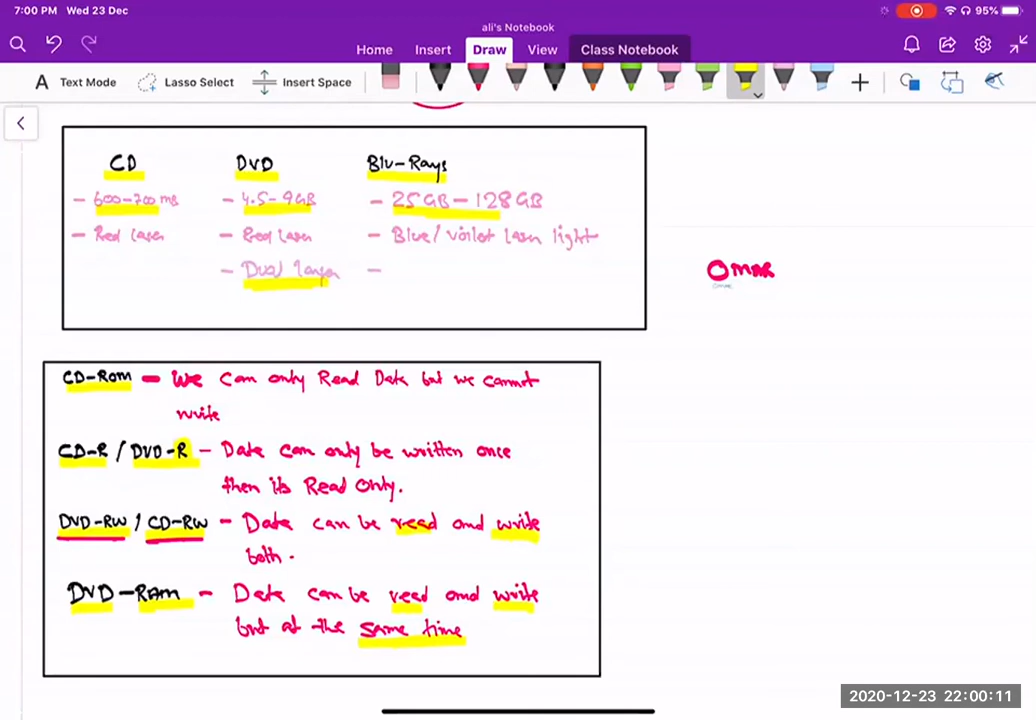 7:00 PM Wed 23 Dec
95%
ali's Notebook
Home Insert Draw View Class Notebook
A Text Mode Lasso Select Insert Space
CD DVD Blu-Rays
- 600-700 mB - 4.5-9GB - 25GB - 128GB
- Red laser - Red laser - Blue/Voilet laser light
- Dual layer -
OmaR
CD-Rom - We can only Read Data but we cannot
write
CD-R / DVD-R - Data can only be written once
then its Read Only.
DVD-RW / CD-RW - Data can be read and write
both.
DVD-RAM - Data can be read and write
but at the same time
2020-12-23 22:00:11